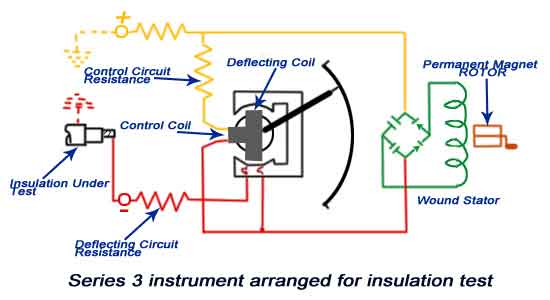 +
Permanent Magnet
ROTOR
Deflecting Coil
Control Circuit
Resistance
Control Coil
Insulation Under
Test
Wound Stator
-
Deflecting Circuit
Resistance
Series 3 instrument arranged for insulation test